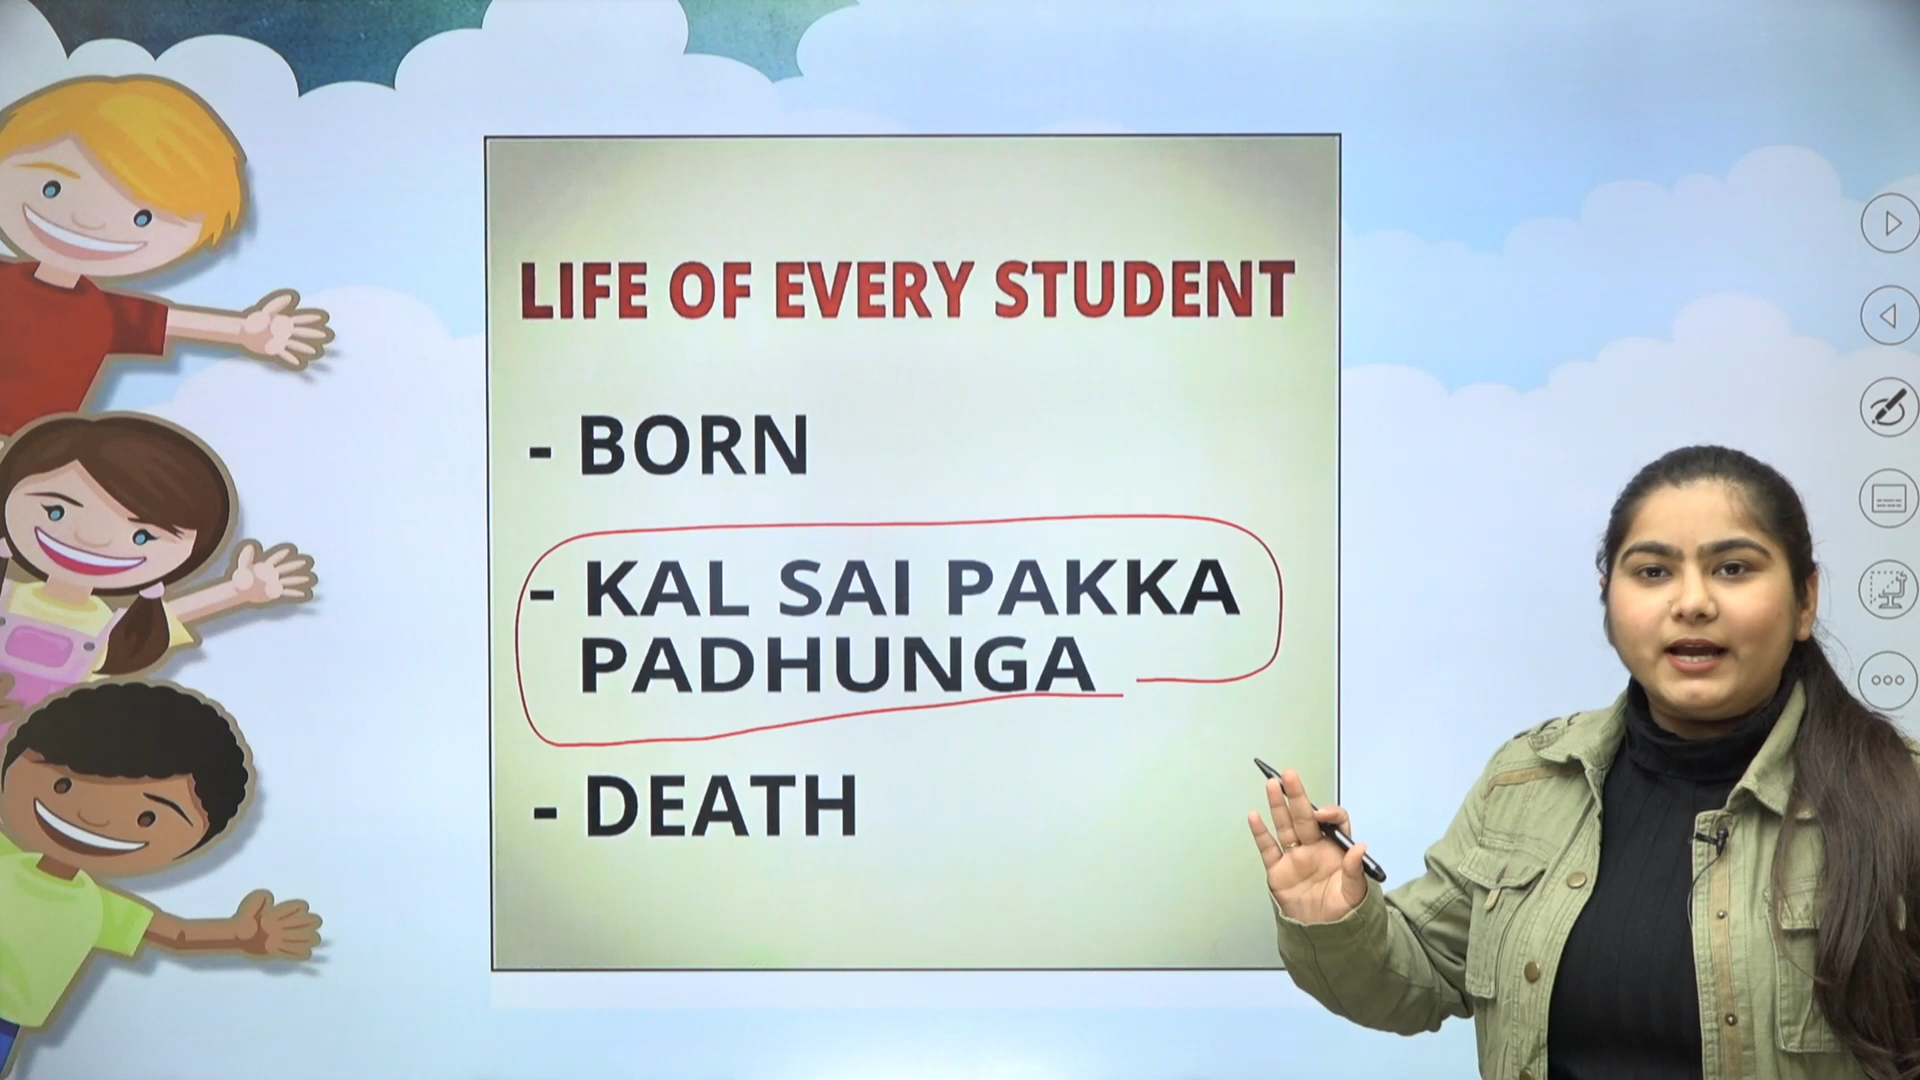 LIFE OF EVERY STUDENT
- BORN
- KAL SAI PAKKA
PADHUNGA
- DEATH